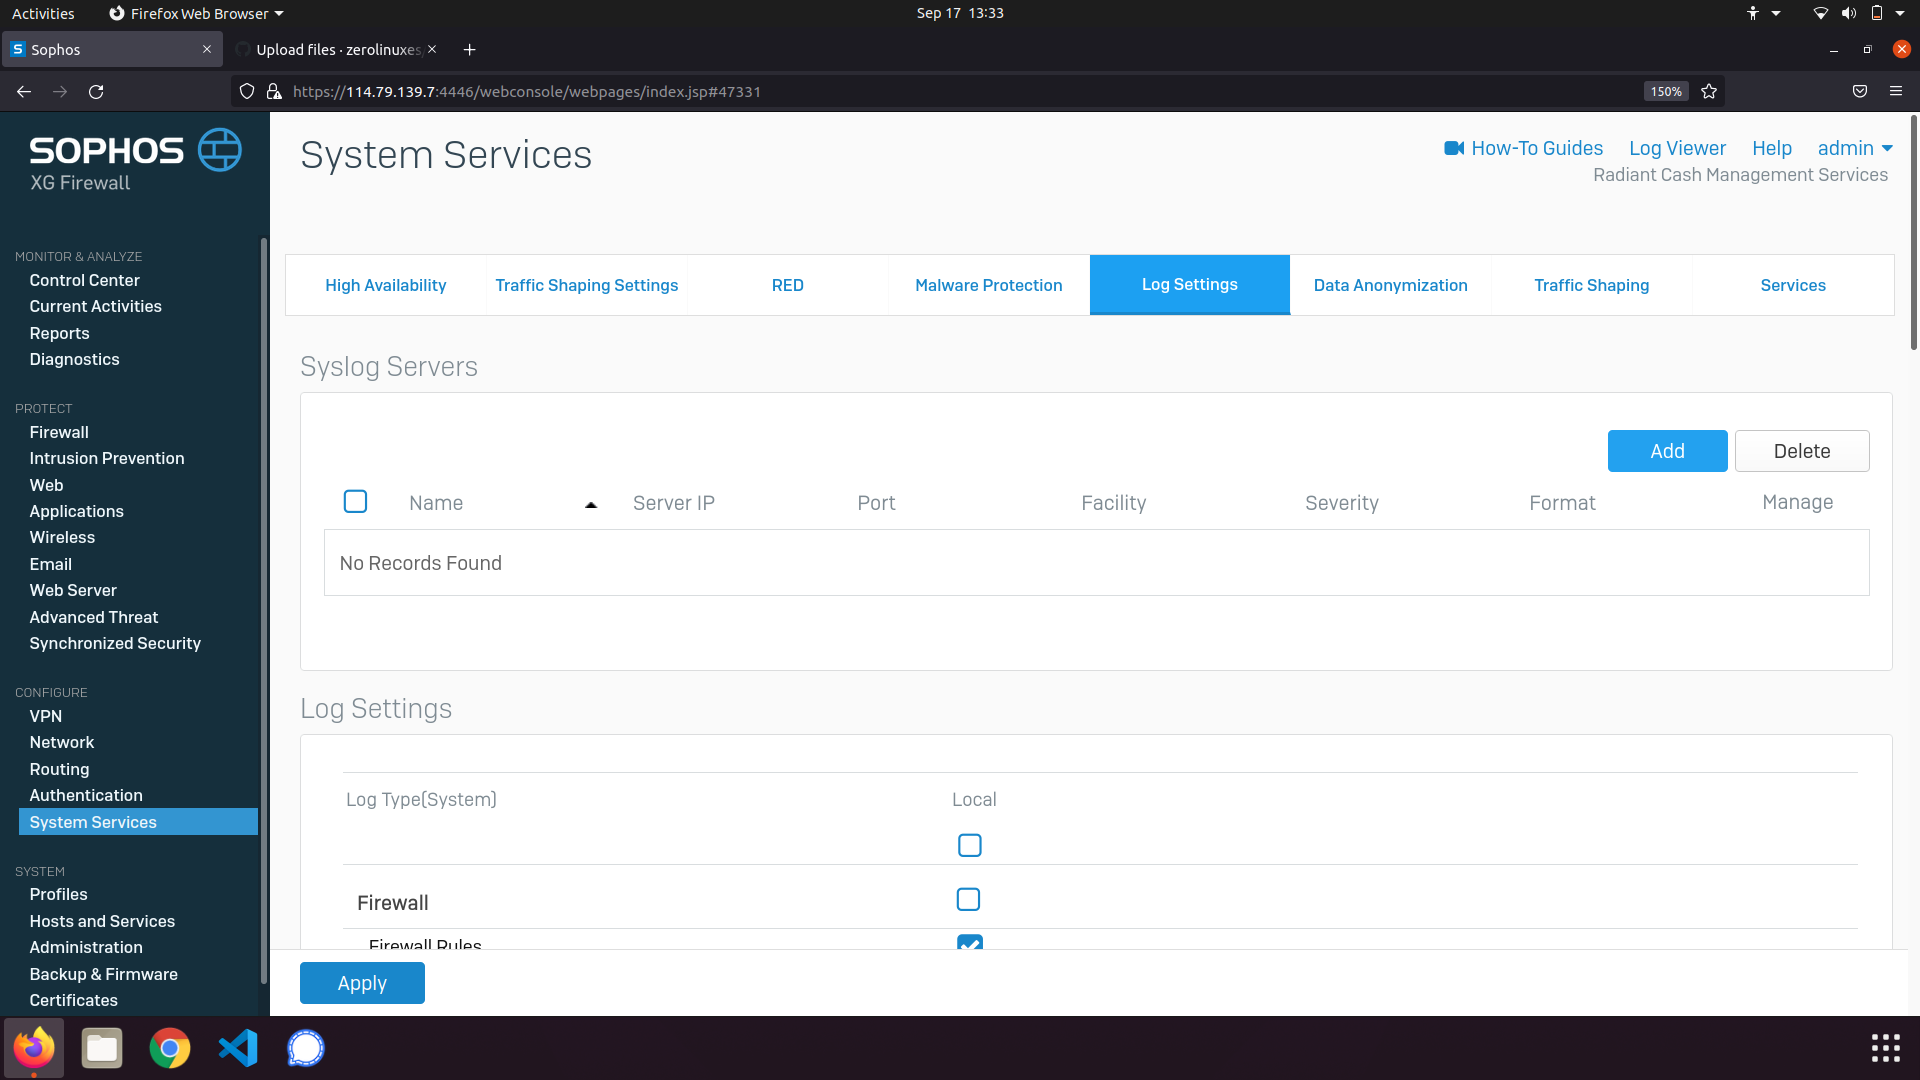 Activities
Firefox Web Browser
Sep 17 13:33
Sophos
Upload files · zerolinuxes
https://114.79.139.7:4446/webconsole/webpages/index.jsp#47331
150%
SOPHOS
XG Firewall
MONITOR & ANALYZE
Control Center
Current Activities
Reports
Diagnostics
PROTECT
Firewall
Intrusion Prevention
Web
Applications
Wireless
Email
Web Server
Advanced Threat
Synchronized Security
CONFIGURE
VPN
Network
Routing
Authentication
System Services
SYSTEM
Profiles
Hosts and Services
Administration
Backup & Firmware
Certificates
System Services
How-To Guides Log Viewer Help admin
Radiant Cash Management Services
High Availability Traffic Shaping Settings RED Malware Protection Log Settings Data Anonymization Traffic Shaping Services
Syslog Servers
Add Delete
Name Server IP Port Facility Severity Format Manage
No Records Found
Log Settings
Log Type(System) Local
Firewall
Firewall Rules
Apply